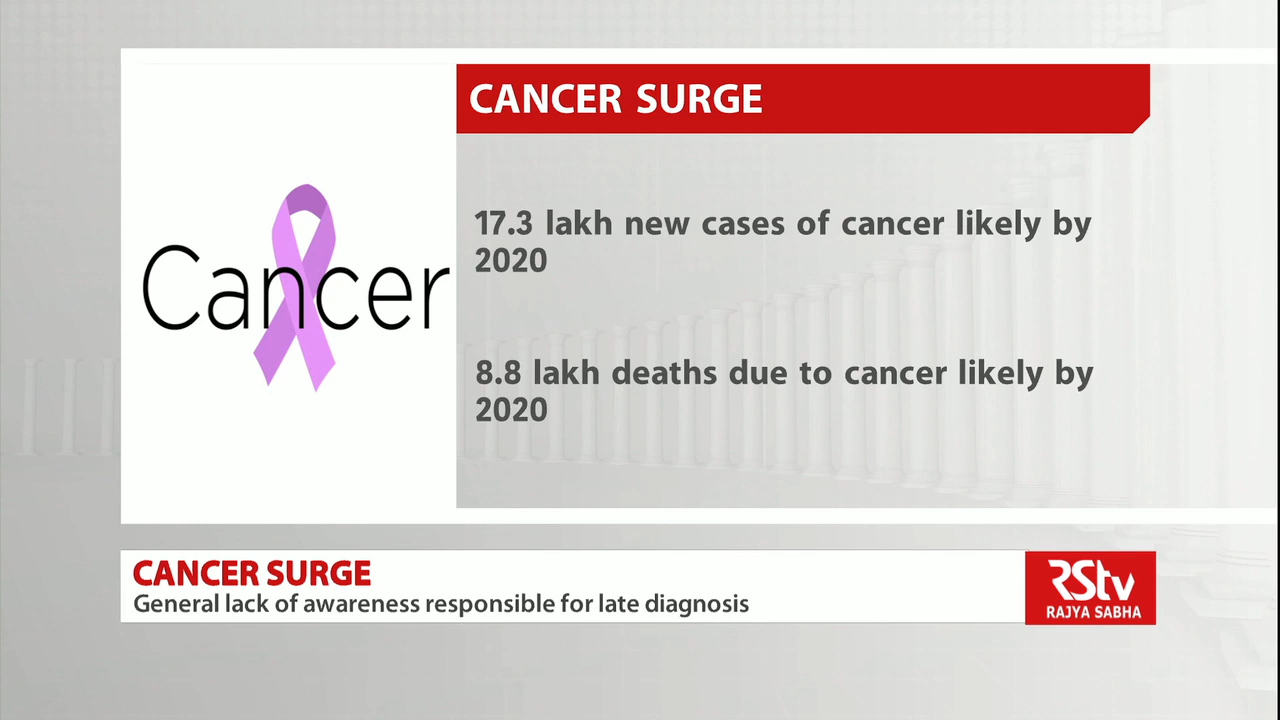 CANCER SURGE
Cancer
17.3 lakh new cases of cancer likely by
2020
8.8 lakh deaths due to cancer likely by
2020
CANCER SURGE
General lack of awareness responsible for late diagnosis
RStv
RAJYA SABHA